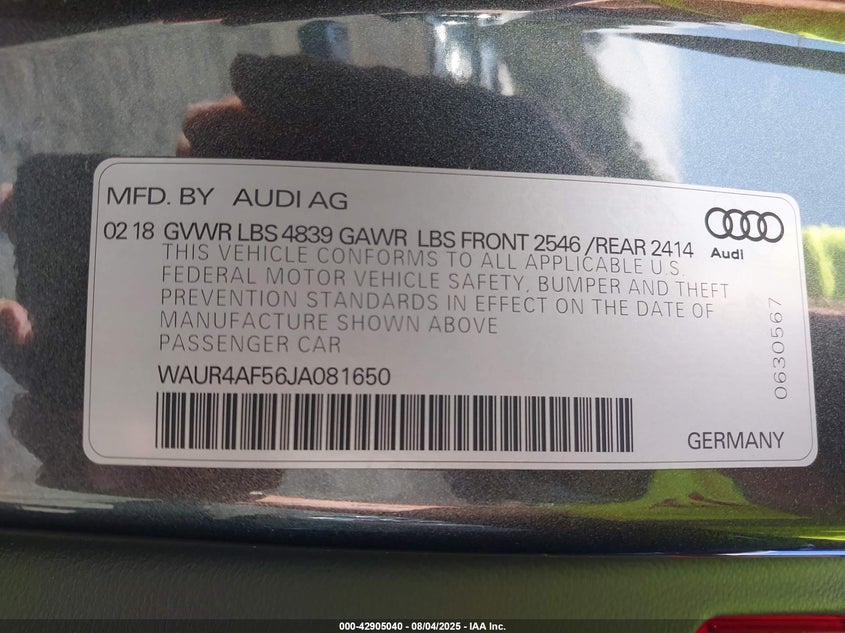 MFD. BY AUDI AG
02 18 GVWR LBS 4839 GAWR LBS FRONT 2546 /REAR 2414
Audi
THIS VEHICLE CONFORMS TO ALL APPLICABLE U.S.
FEDERAL MOTOR VEHICLE SAFETY, BUMPER AND THEFT
PREVENTION STANDARDS IN EFFECT ON THE DATE OF
MANUFACTURE SHOWN ABOVE
PASSENGER CAR
0630567
WAUR4AF56JA081650
GERMANY
000-42905040 - 08/04/2025 - IAA Inc.